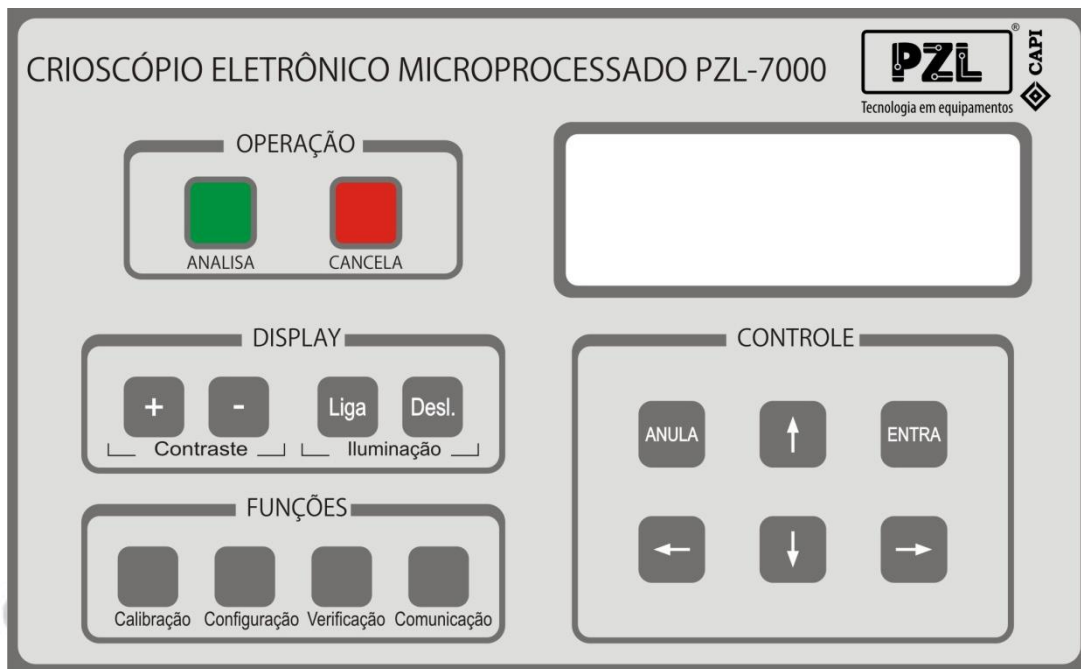 CRIOSCÓPIO ELETRÔNICO MICROPROCESSADO PZL-7000
PZL ®
Tecnologia em equipamentos
CAPI
OPERAÇÃO
ANALISA CANCELA
DISPLAY
+ - Liga Desl.
Contraste Iluminação
FUNÇÕES
Calibração Configuração Verificação Comunicação
CONTROLE
ANULA ↑ ENTRA
← ↓ →